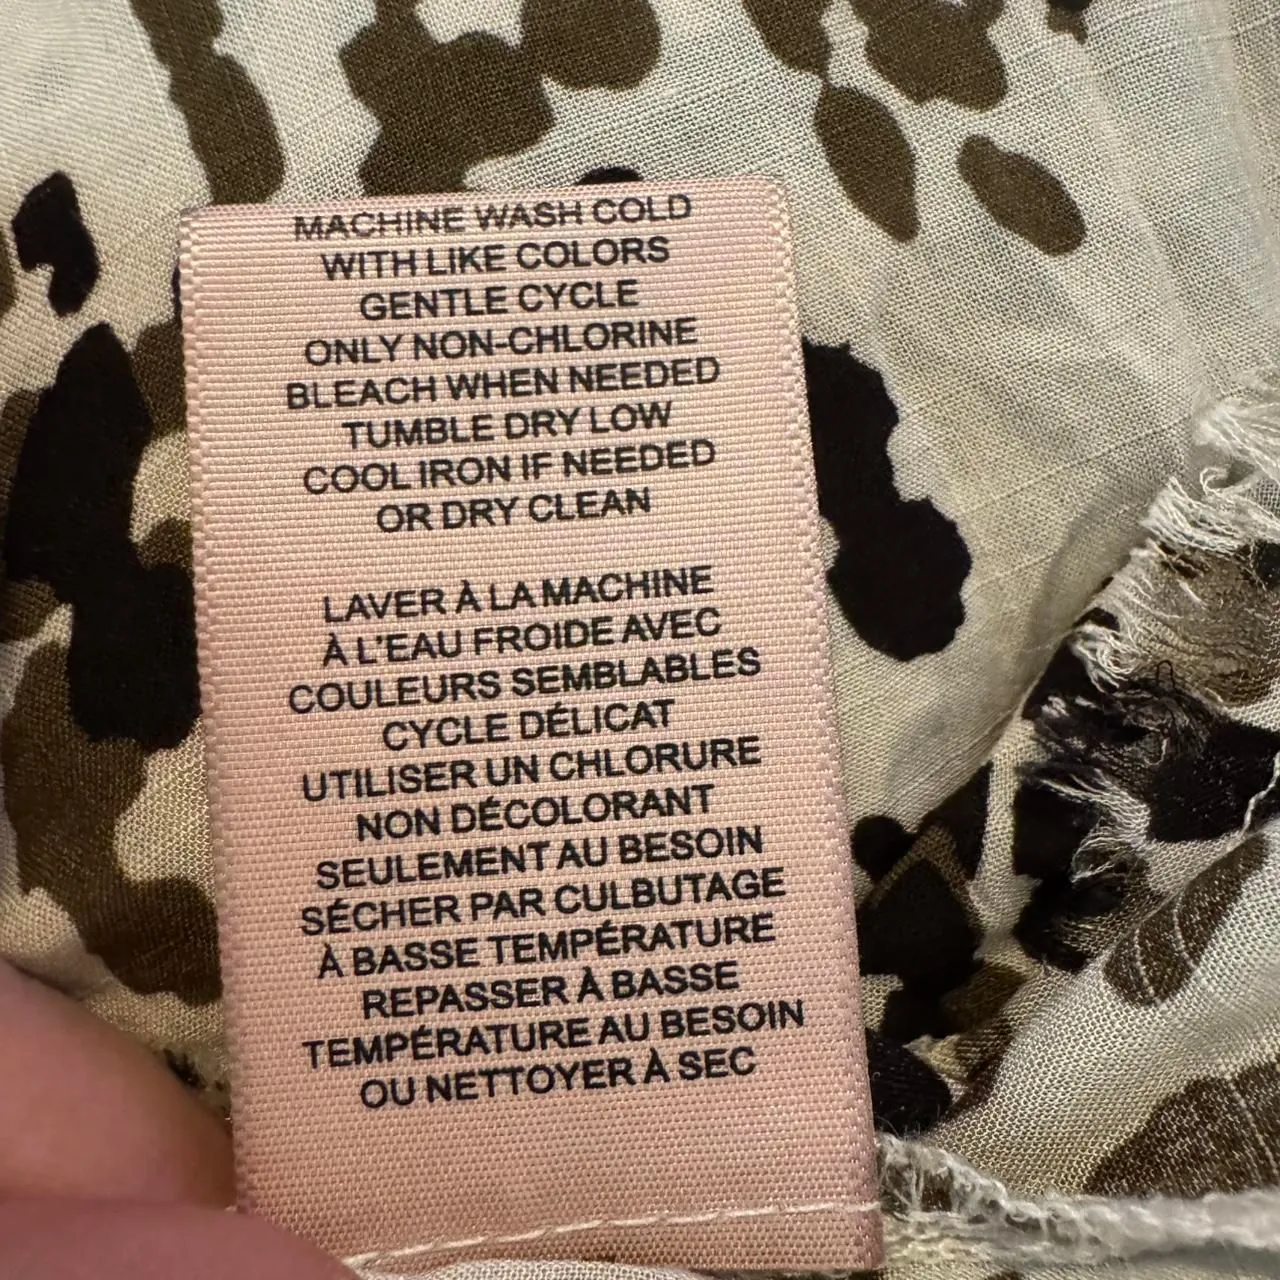 MACHINE WASH COLD
WITH LIKE COLORS
GENTLE CYCLE
ONLY NON-CHLORINE
BLEACH WHEN NEEDED
TUMBLE DRY LOW
COOL IRON IF NEEDED
OR DRY CLEAN
LAVER À LA MACHINE
À L'EAU FROIDE AVEC
COULEURS SEMBLABLES
CYCLE DÉLICAT
UTILISER UN CHLORURE
NON DÉCOLORANT
SEULEMENT AU BESOIN
SÉCHER PAR CULBUTAGE
À BASSE TEMPÉRATURE
REPASSER À BASSE
TEMPÉRATURE AU BESOIN
OU NETTOYER À SEC